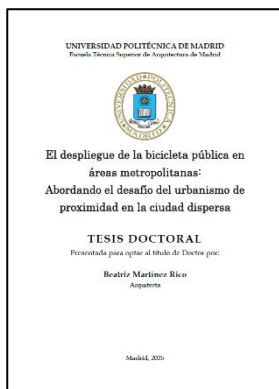 UNIVERSIDAD POLITÉCNICA DE MADRID
Escuela Técnica Superior de Arquitectura de Madrid
El despliegue de la bicicleta pública en
áreas metropolitanas:
Abordando el desafío del urbanismo de
proximidad en la ciudad dispersa
TESIS DOCTORAL
Presentada para optar al título de Doctor por:
Beatriz Martínez Rico
Arquitecta
Madrid, 2025